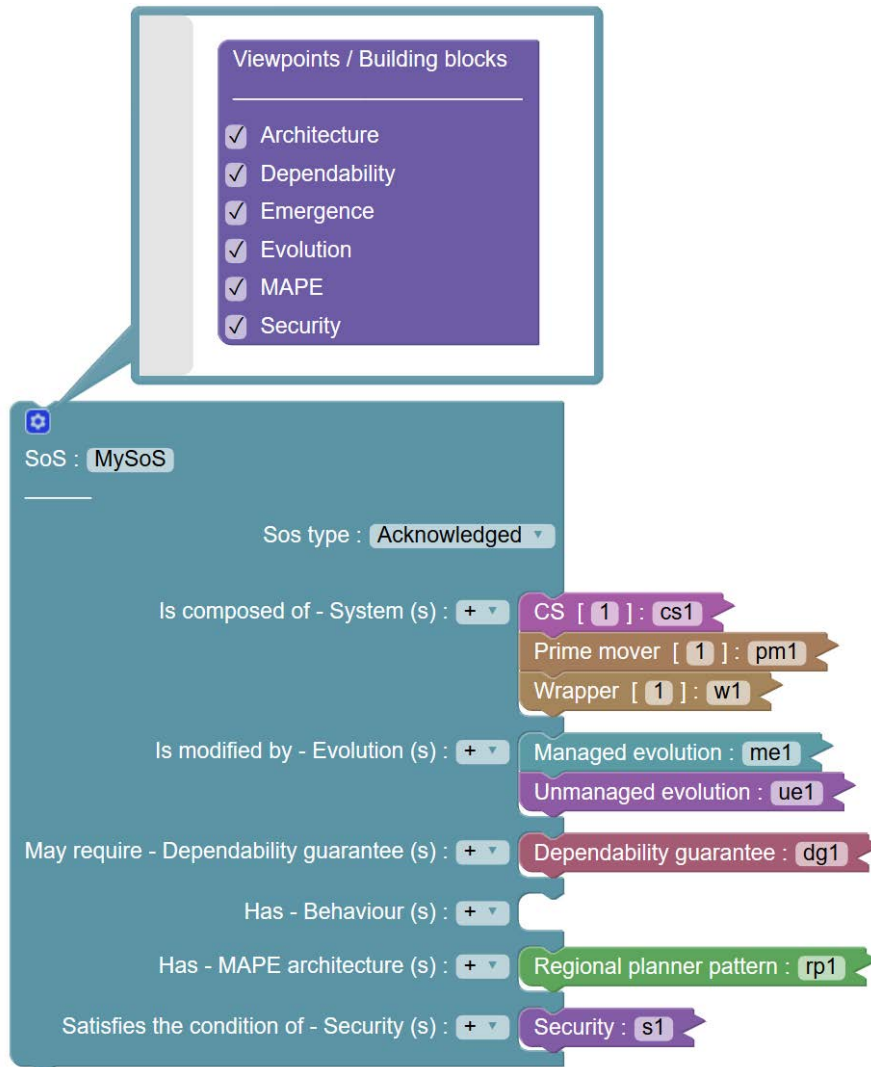 Viewpoints / Building blocks
Architecture
Dependability
Emergence
Evolution
MAPE
Security
SoS : MySoS
Sos type : Acknowledged
Is composed of - System (s) : + CS [ 1 ] : cs1
Prime mover [ 1 ] : pm1
Wrapper [ 1 ] : w1
Is modified by - Evolution (s) : + Managed evolution : me1
Unmanaged evolution : ue1
May require - Dependability guarantee (s) : + Dependability guarantee : dg1
Has - Behaviour (s) : +
Has - MAPE architecture (s) : + Regional planner pattern : rp1
Satisfies the condition of - Security (s) : + Security : s1